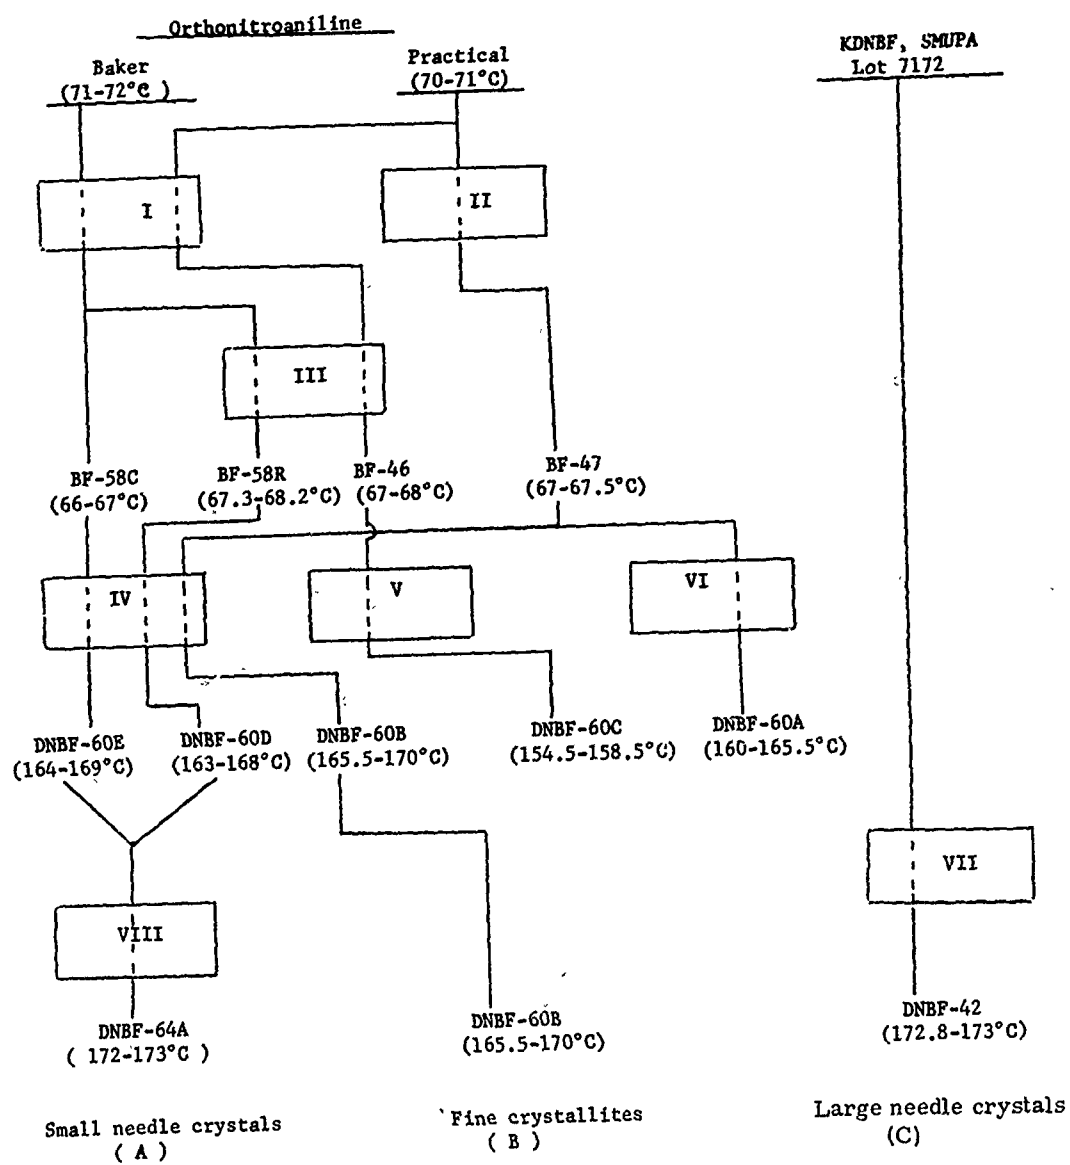 Orthonitroaniline
Baker
(71-72°C )
Practical
(70-71°C)
KDNBF, SMUPA
Lot 7172
I
II
III
BF-58C
(66-67°C)
BF-58R
(67.3-68.2°C)
BF-46
(67-68°C)
BF-47
(67-67.5°C)
IV
V
VI
DNBF-60E
(164-169°C)
DNBF-60D
(163-168°C)
DNBF-60B
(165.5-170°C)
DNBF-60C
(154.5-158.5°C)
DNBF-60A
(160-165.5°C)
VII
VIII
DNBF-64A
( 172-173°C )
DNBF-60B
(165.5-170°C)
DNBF-42
(172.8-173°C)
Small needle crystals
( A )
Fine crystallites
( B )
Large needle crystals
(C)